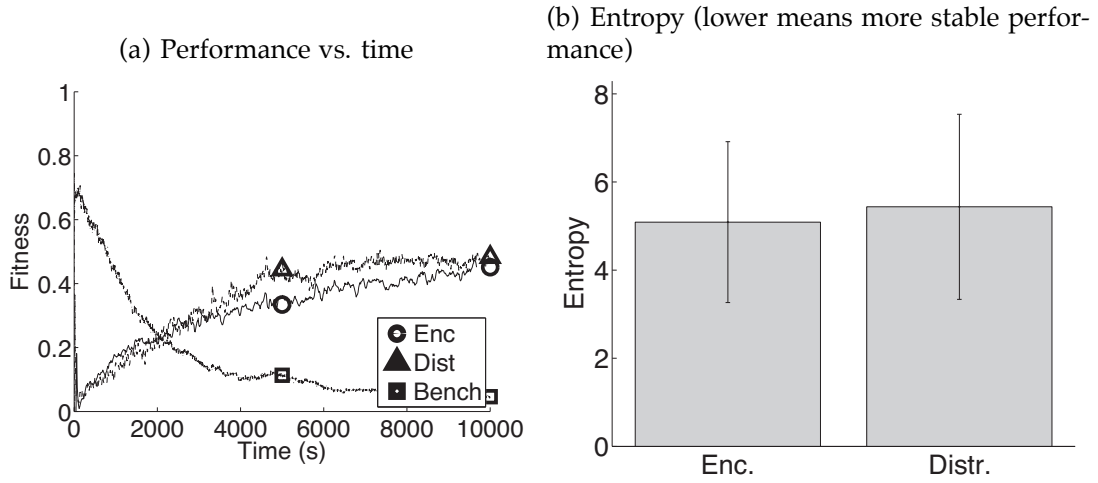 (a) Performance vs. time
1
0.8
0.6
0.4
0.2
0
Fitness
0
2000
4000
6000
8000
10000
Time (s)
Enc
Dist
Bench
(b) Entropy (lower means more stable perfor-
mance)
8
6
4
2
0
Entropy
Enc.
Distr.